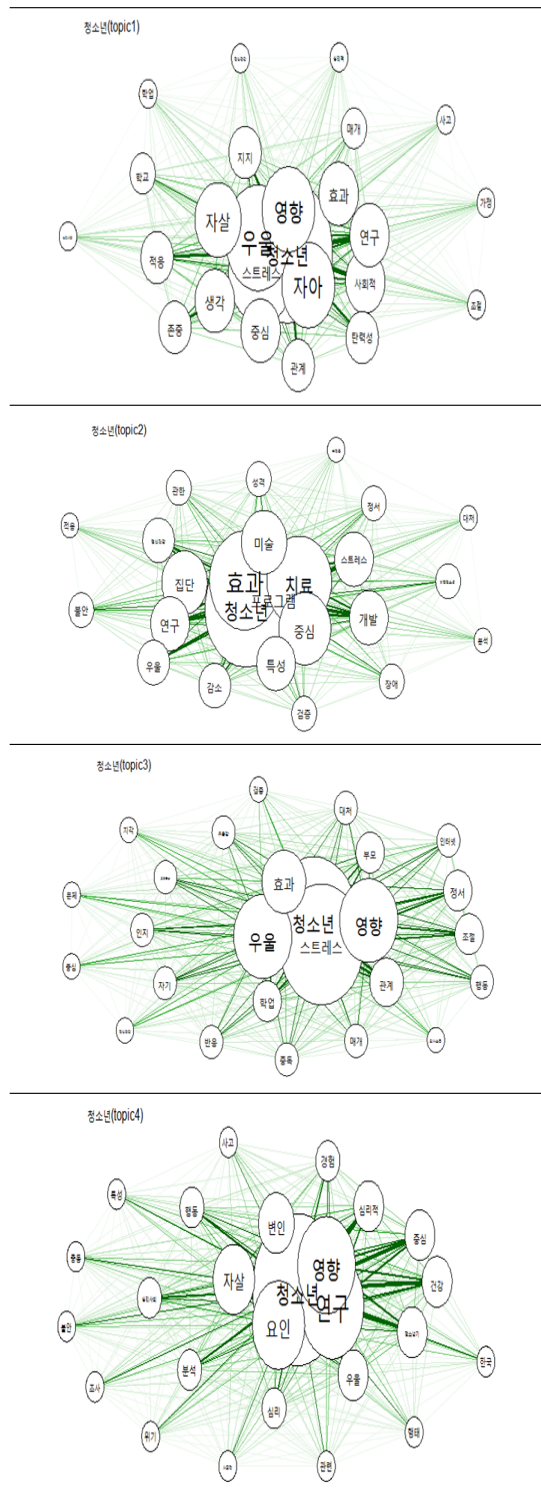 청소년(topic1)
학업
매개
사고
지지
학교
효과
가정
자살
영향
연구
우울
청소년
스트레스
자아
사회적
적응
생각
조절
존중
중심
탄력성
관계
청소년(topic2)
성격
관한
정서
적응
대처
미술
스트레스
집단
효과
치료
프로그램
청소년
불안
연구
중심
개발
분석
우울
특성
감소
장애
검증
청소년(topic3)
검증
대처
지각
인터넷
부모
효과
정서
문제
인지
청소년
영향
우울
스트레스
조절
중심
자기
관계
행동
학업
반응
매개
중독
청소년(topic4)
사고
경험
특성
행동
심리적
변인
중심
충동
자살
영향
건강
청소년
연구
요인
불안
분석
우울
한국
조사
심리
위기
형태
관련